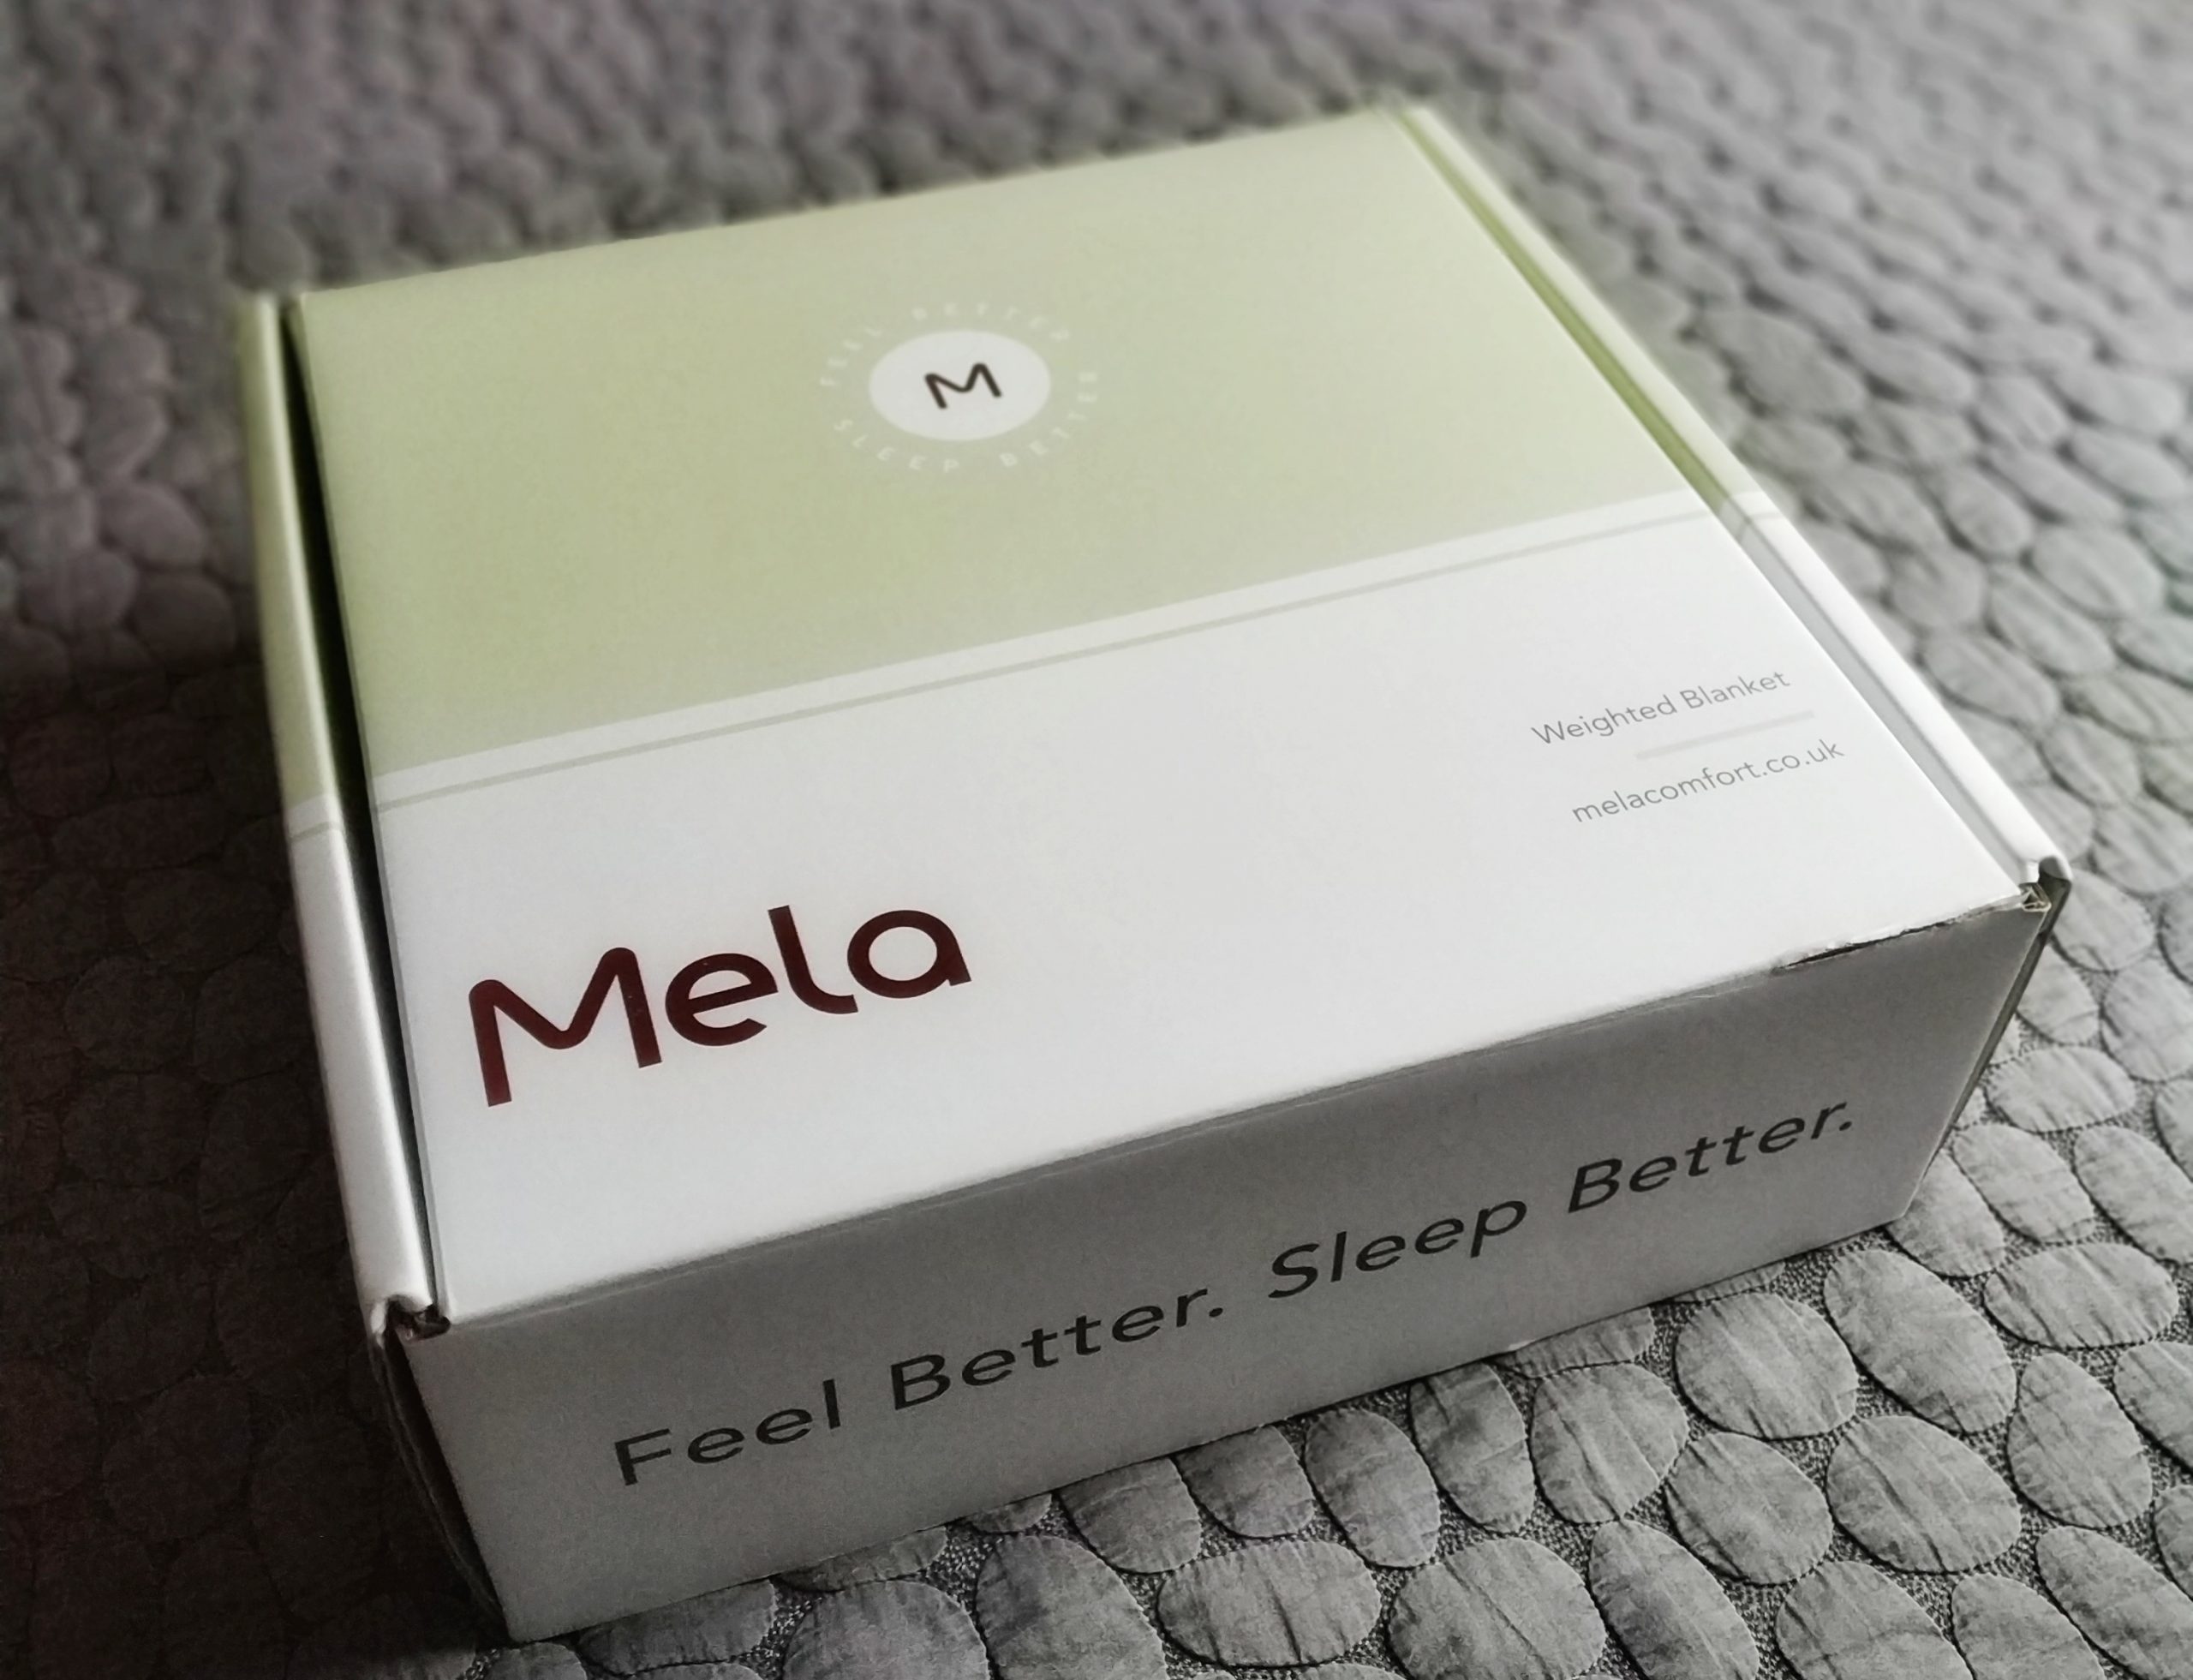 FEEL BETTER
M
SLEEP BETTER
Weighted Blanket
melacomfort.co.uk
Mela
Feel Better. Sleep Better.